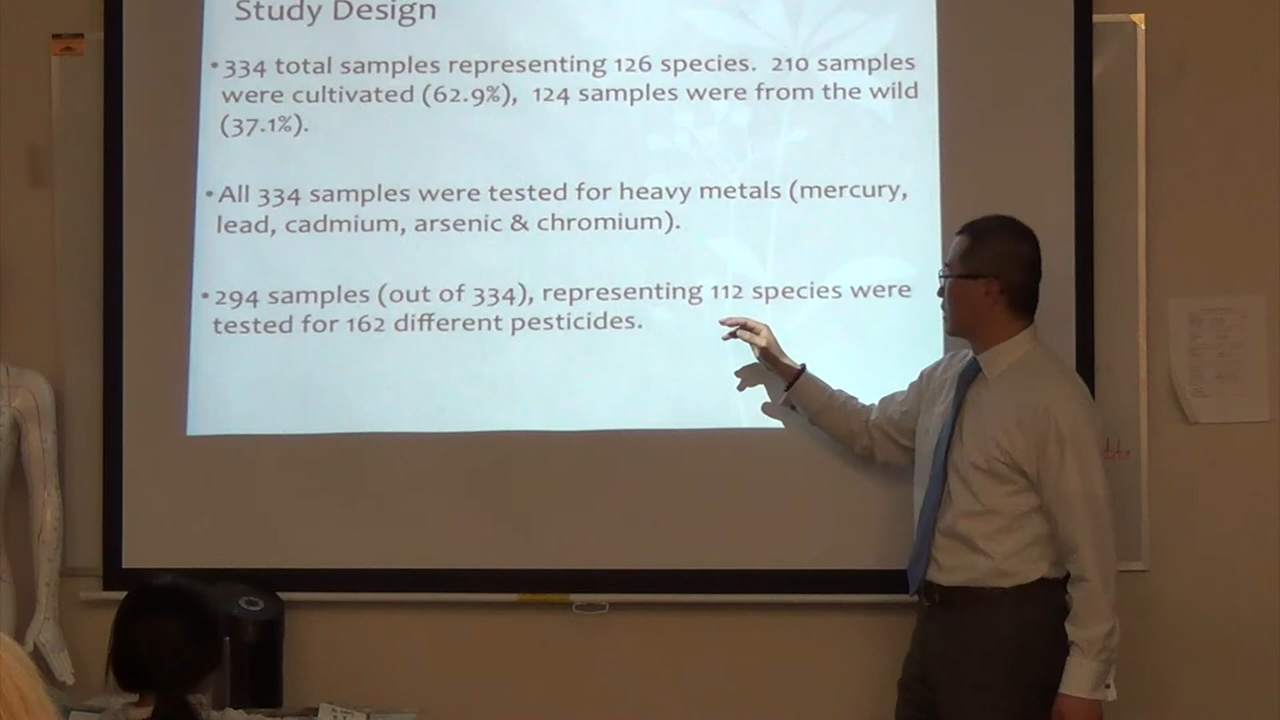 Study Design
•334 total samples representing 126 species. 210 samples
were cultivated (62.9%), 124 samples were from the wild
(37.1%).
•All 334 samples were tested for heavy metals (mercury,
lead, cadmium, arsenic & chromium).
•294 samples (out of 334), representing 112 species were
tested for 162 different pesticides.